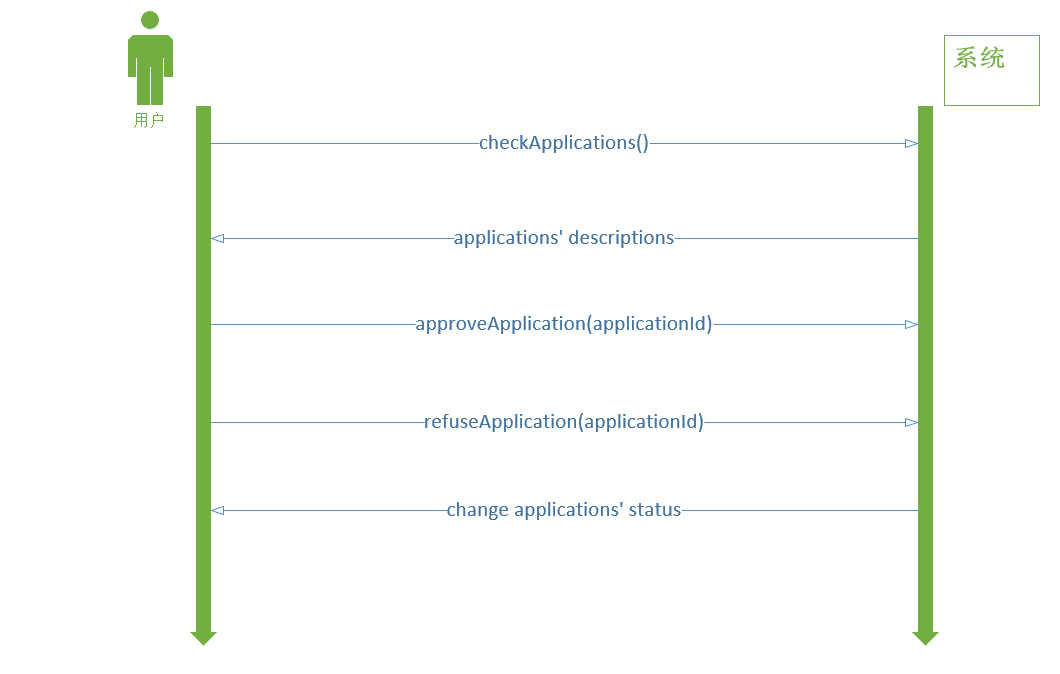 系统
用户
checkApplications()
applications' descriptions
approveApplication(applicationId)
refuseApplication(applicationId)
change applications' status